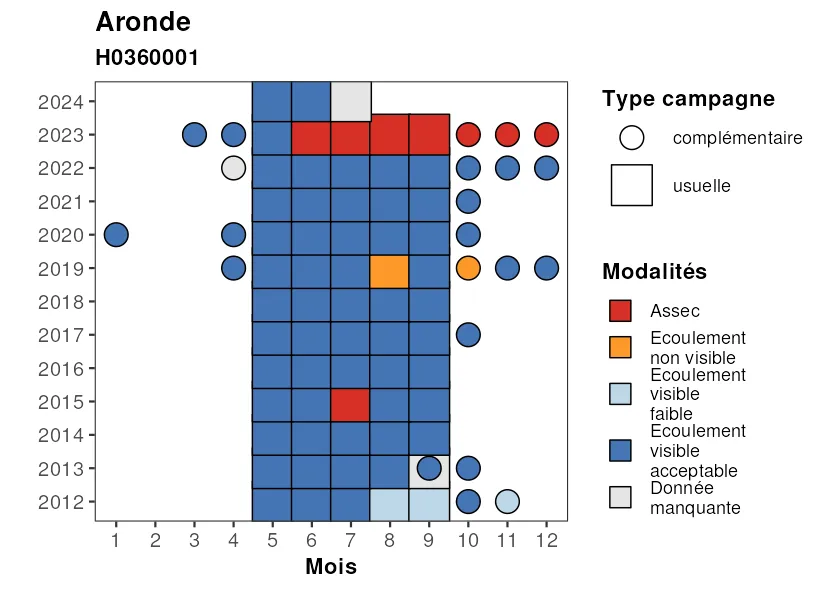 Aronde
H0360001
2024
2023
2022
2021
2020
2019
2018
2017
2016
2015
2014
2013
2012
1 2 3 4 5 6 7 8 9 10 11 12
Mois
Type campagne
complémentaire
usuelle
Modalités
Assec
Ecoulement
non visible
Ecoulement
visible
faible
Ecoulement
visible
acceptable
Donnée
manquante